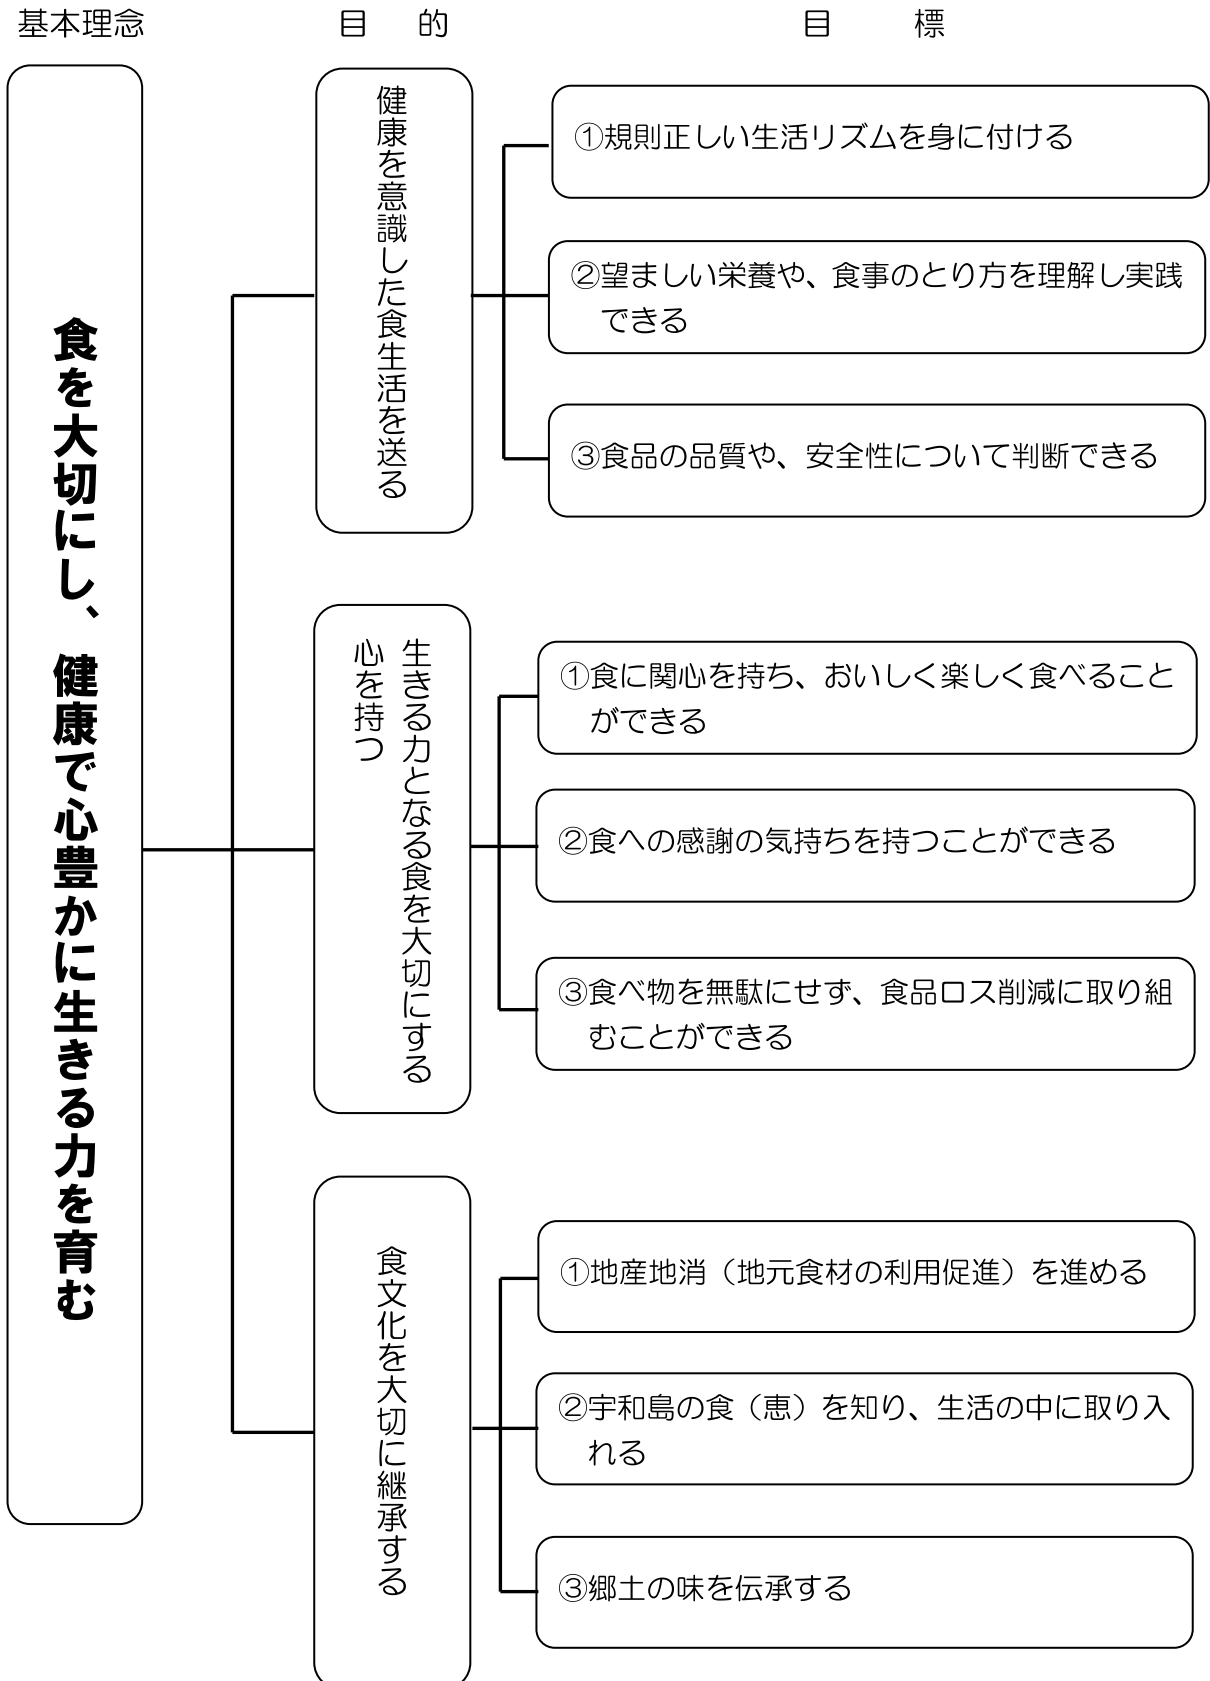 基本理念
目的
目標
食を大切にし、健康で心豊かに生きる力を育む
健康を意識した食生活を送る
①規則正しい生活リズムを身に付ける
②望ましい栄養や、食事のとり方を理解し実践
できる
③食品の品質や、安全性について判断できる
生きる力となる食を大切にする
心を持つ
①食に関心を持ち、おいしく楽しく食べること
ができる
②食への感謝の気持ちを持つことができる
③食べ物を無駄にせず、食品ロス削減に取り組
むことができる
食文化を大切に継承する
①地産地消（地元食材の利用促進）を進める
②宇和島の食（恵）を知り、生活の中に取り入
れる
③郷土の味を伝承する